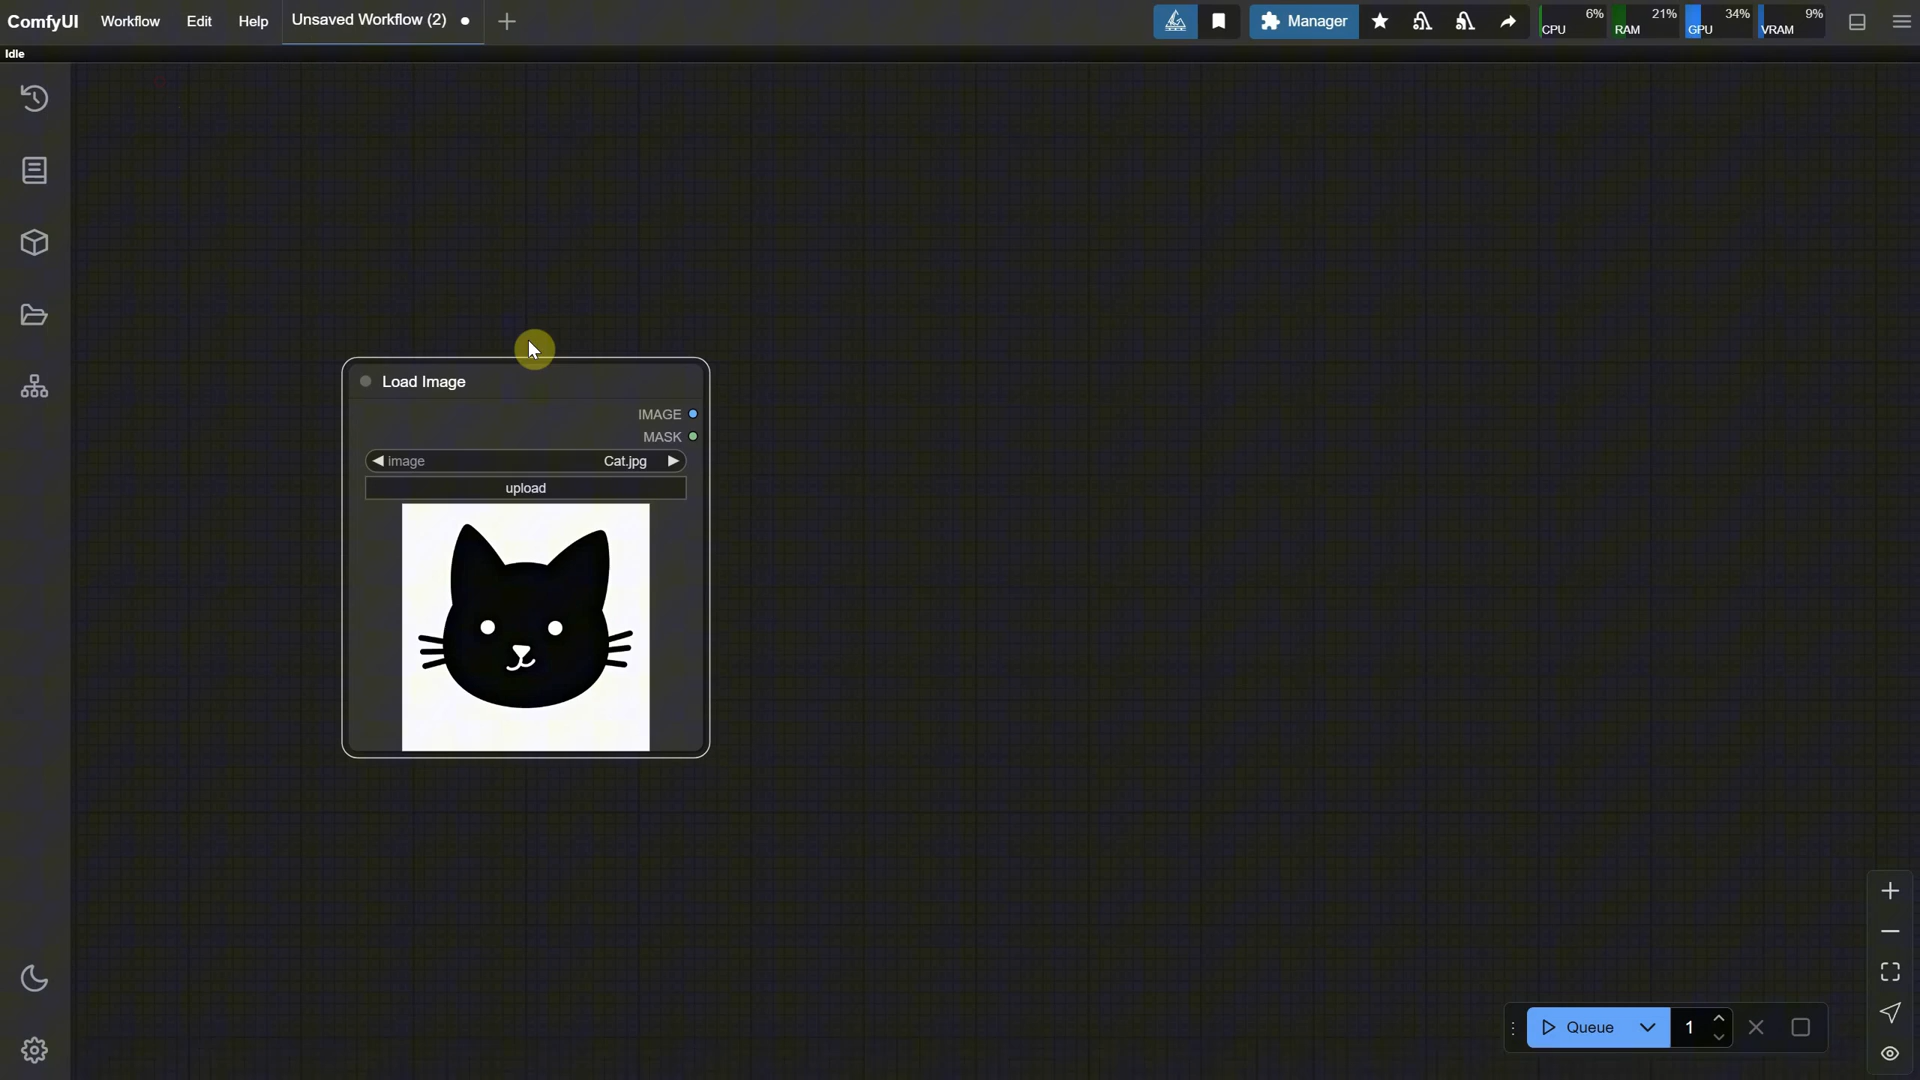 ComfyUI Workflow Edit Help Unsaved Workflow (2) Manager CPU 6% RAM 21% GPU 34% VRAM 9%
Idle
Load Image
IMAGE
MASK
image Cat.jpg
upload
Queue 1